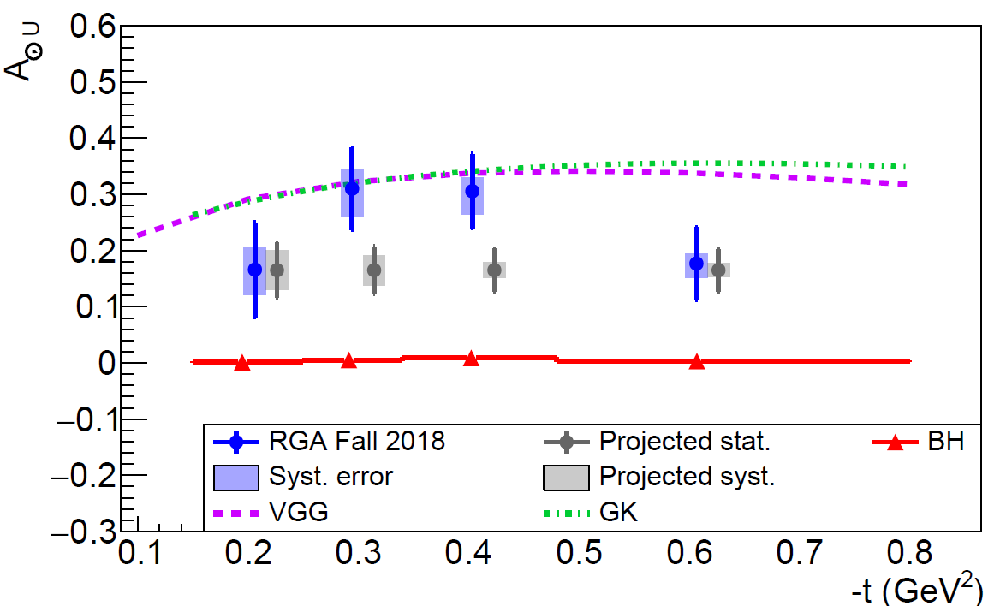 A⊙U
0.6
0.5
0.4
0.3
0.2
0.1
0
−0.1
−0.2
−0.3
RGA Fall 2018 Projected stat. BH
Syst. error Projected syst.
VGG GK
0.1 0.2 0.3 0.4 0.5 0.6 0.7 0.8
-t (GeV²)